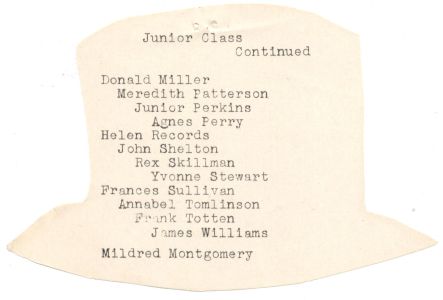 Junior Class
Continued
Donald Miller
Meredith Patterson
Junior Perkins
Agnes Perry
Helen Records
John Shelton
Rex Skillman
Yvonne Stewart
Frances Sullivan
Annabel Tomlinson
Frank Totten
James Williams
Mildred Montgomery